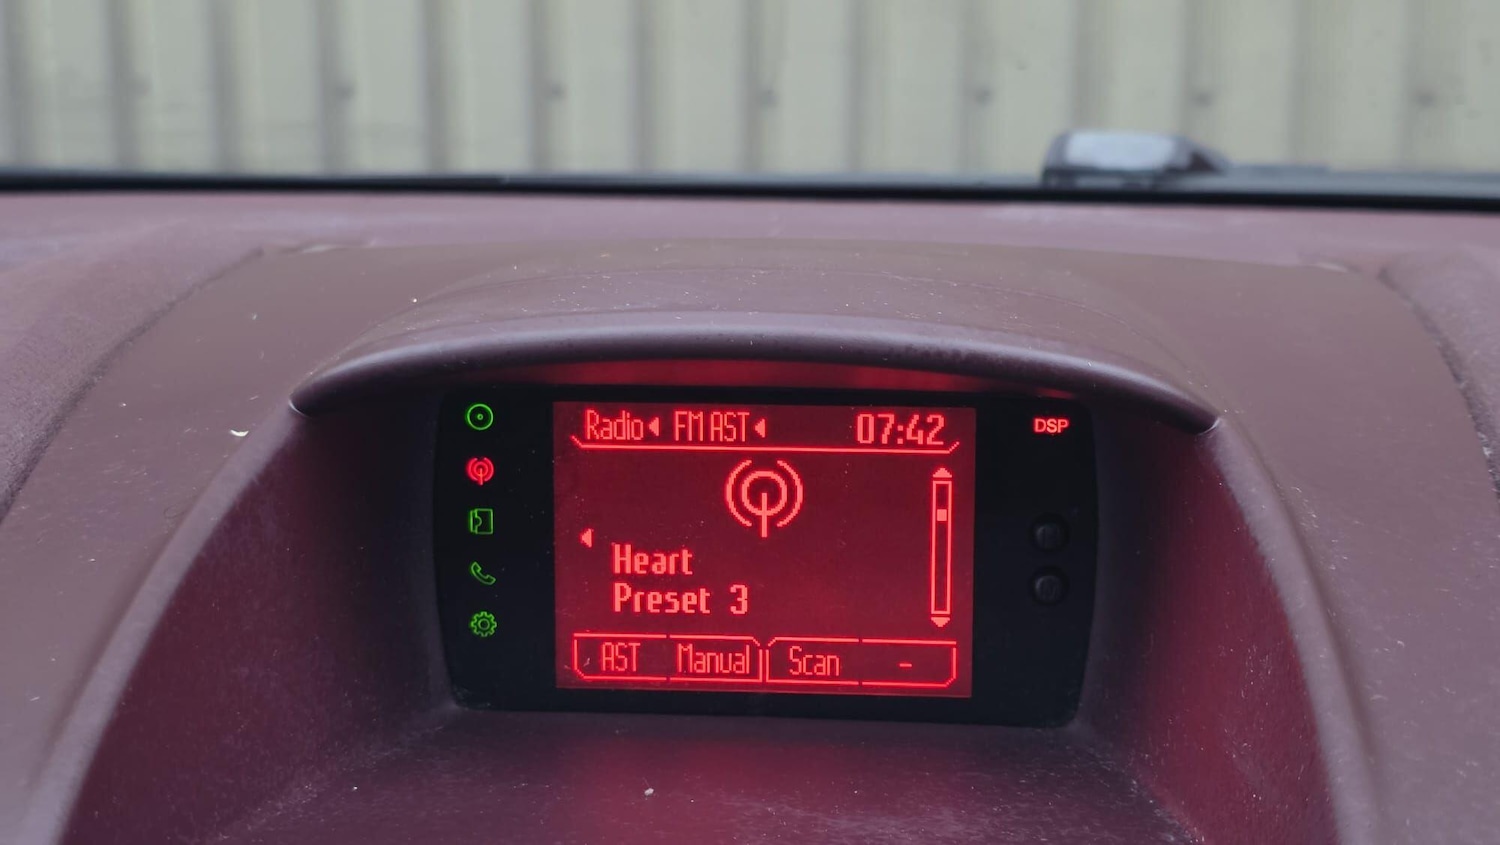 Radio FM AST 07:42
DSP
Heart
Preset 3
AST Manual Scan -